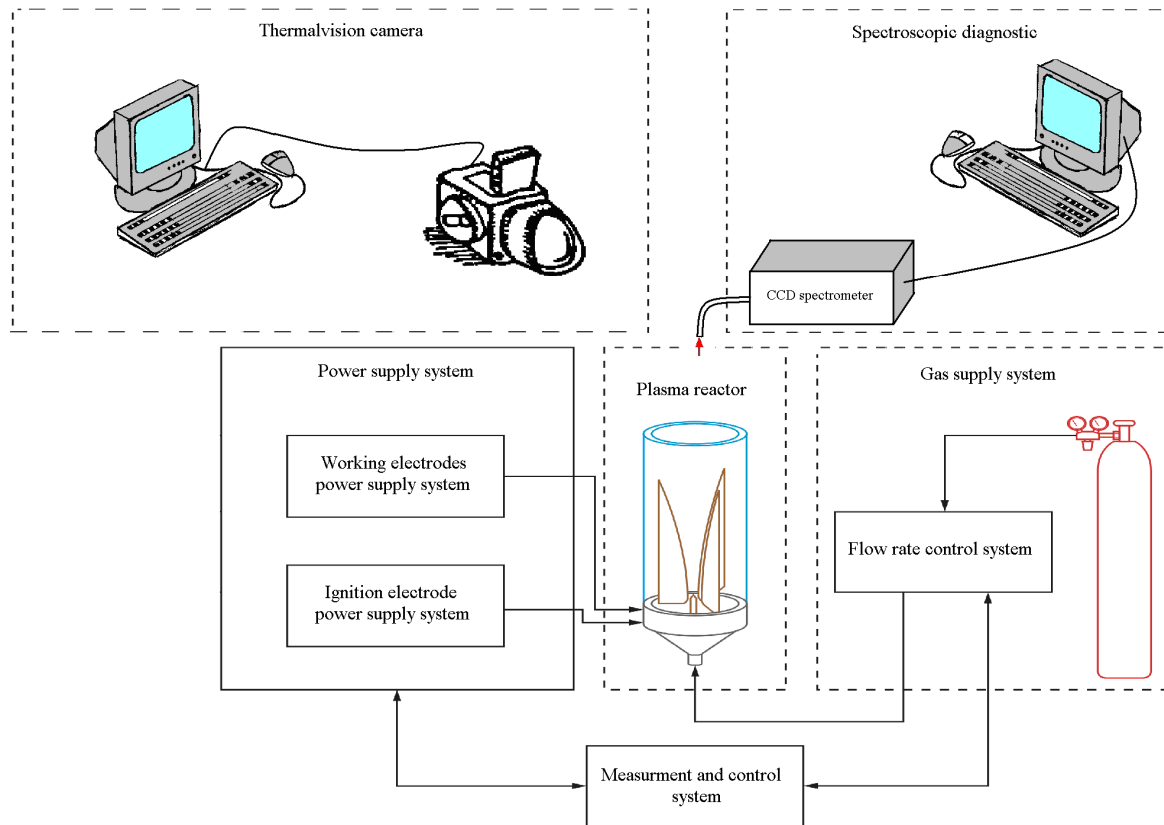 Thermalvision camera
Spectroscopic diagnostic
CCD spectrometer
Power supply system
Plasma reactor
Gas supply system
Working electrodes
power supply system
Flow rate control system
Ignition electrode
power supply system
Measurment and control
system